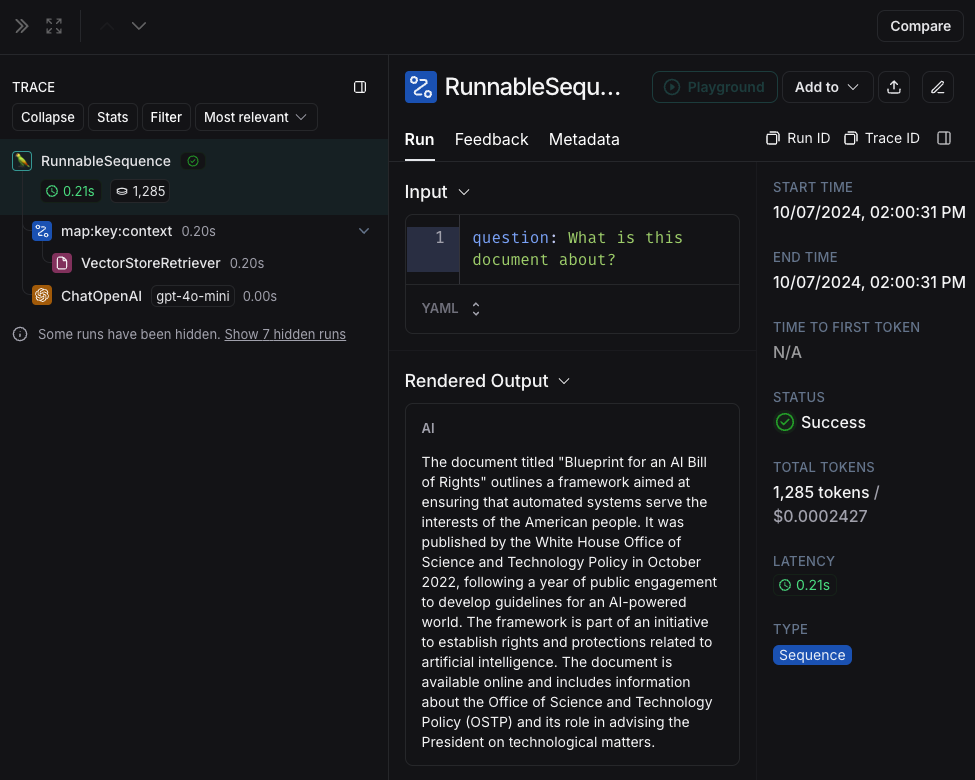 Compare
TRACE
Collapse Stats Filter Most relevant
RunnableSequence
0.21s 1,285
map:key:context 0.20s
VectorStoreRetriever 0.20s
ChatOpenAI gpt-4o-mini 0.00s
Some runs have been hidden. Show 7 hidden runs
RunnableSequ... Playground Add to
Run Feedback Metadata Run ID Trace ID
Input
1 question: What is this
document about?
YAML
Rendered Output
AI
The document titled "Blueprint for an AI Bill
of Rights" outlines a framework aimed at
ensuring that automated systems serve the
interests of the American people. It was
published by the White House Office of
Science and Technology Policy in October
2022, following a year of public engagement
to develop guidelines for an AI-powered
world. The framework is part of an initiative
to establish rights and protections related to
artificial intelligence. The document is
available online and includes information
about the Office of Science and Technology
Policy (OSTP) and its role in advising the
President on technological matters.
START TIME
10/07/2024, 02:00:31 PM
END TIME
10/07/2024, 02:00:31 PM
TIME TO FIRST TOKEN
N/A
STATUS
Success
TOTAL TOKENS
1,285 tokens /
$0.0002427
LATENCY
0.21s
TYPE
Sequence